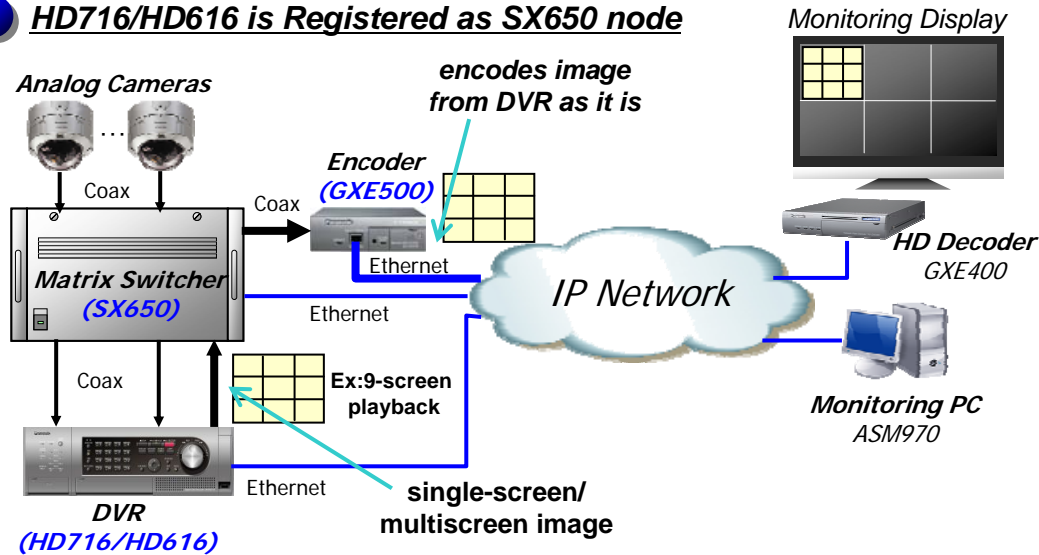 HD716/HD616 is Registered as SX650 node
Monitoring Display
Analog Cameras
...
encodes image
from DVR as it is
Encoder
(GXE500)
Coax
Coax
Ethernet
HD Decoder
GXE400
Matrix Switcher
(SX650)
IP Network
Ethernet
Coax
Ex:9-screen
playback
Monitoring PC
ASM970
Ethernet
single-screen/
multiscreen image
DVR
(HD716/HD616)